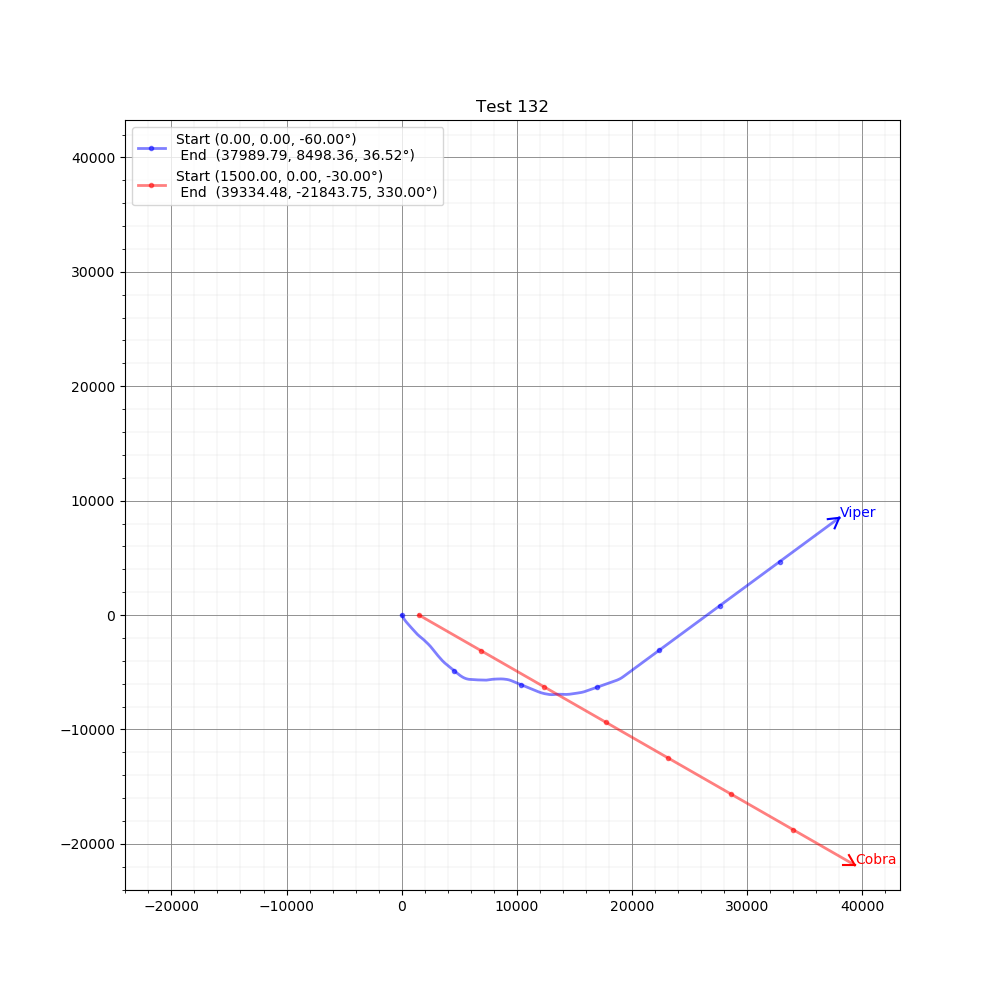 Test 132
Start (0.00, 0.00, -60.00°)
End  (37989.79, 8498.36, 36.52°)
Start (1500.00, 0.00, -30.00°)
End  (39334.48, -21843.75, 330.00°)
40000
30000
20000
10000
0
−10000
−20000
Viper
Cobra
−20000 −10000 0 10000 20000 30000 40000